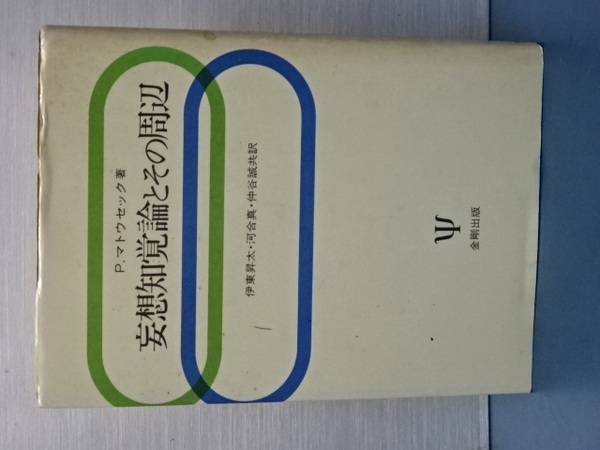 P.マトウセック著
妄想知覚論とその周辺
伊東昇太・河合真・仲谷誠共訳
Ψ
金剛出版